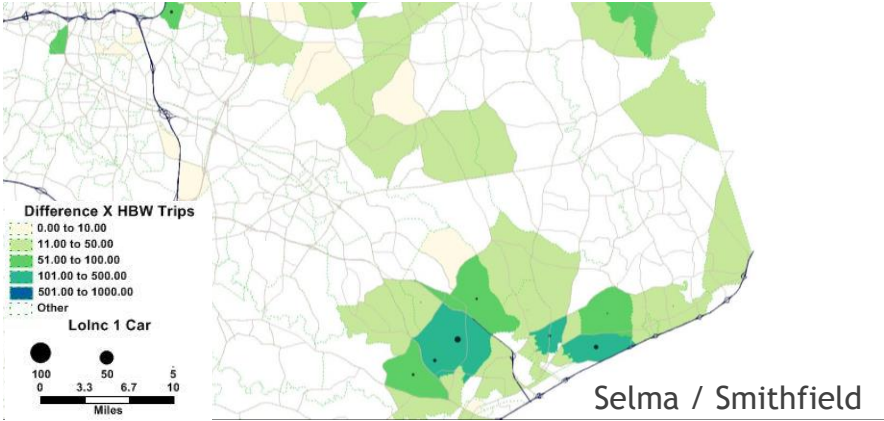 Difference X HBW Trips
0.00 to 10.00
11.00 to 50.00
51.00 to 100.00
101.00 to 500.00
501.00 to 1000.00
Other
LoInc 1 Car
100 50 5
0 3.3 6.7 10
Miles
Selma / Smithfield